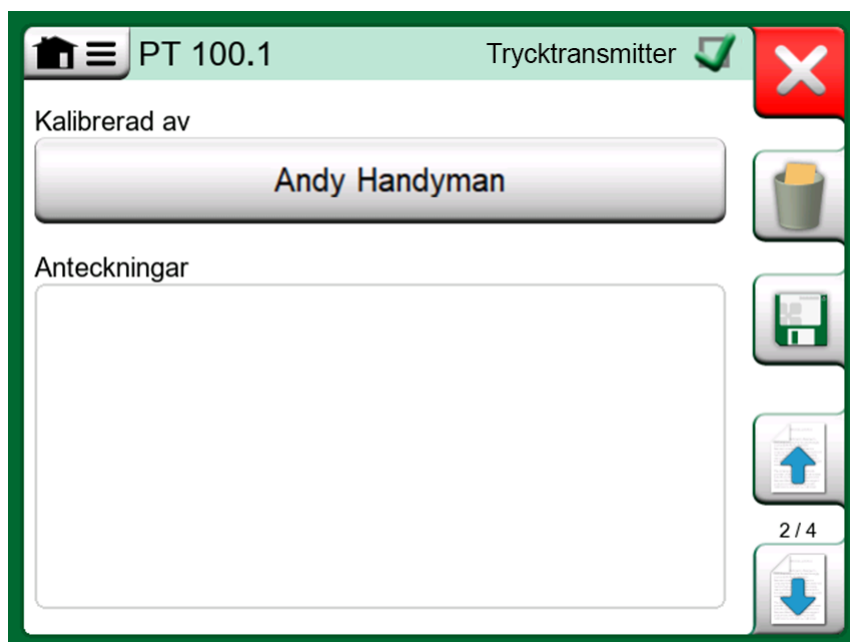 PT 100.1
Trycktransmitter
Kalibrerad av
Andy Handyman
Anteckningar
2 / 4